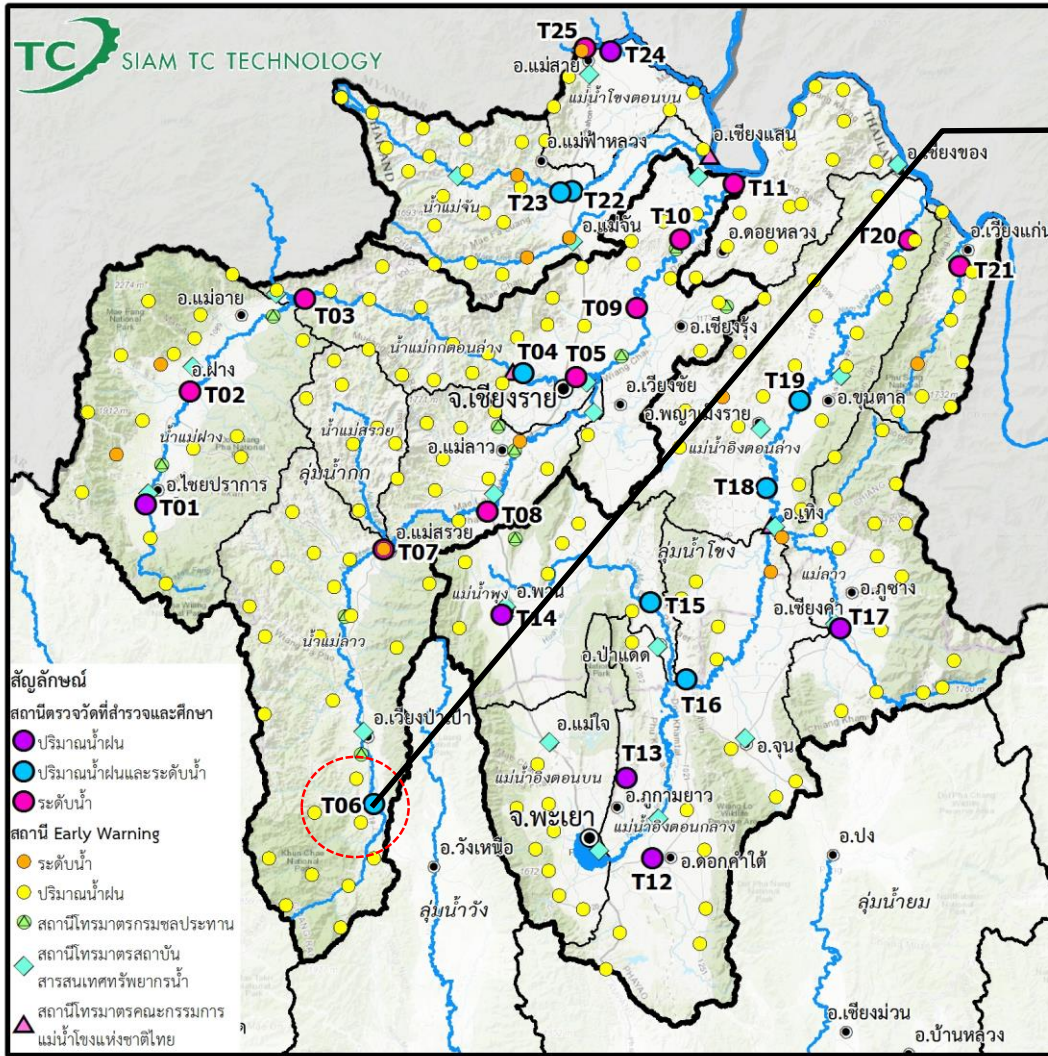 TC SIAM TC TECHNOLOGY
T25
T24
อ.แม่สาย
แม่น้ำโขงตอนบน
MYANMAR
THAILAND
อ.แม่ฟ้าหลวง
อ.เชียงแสน
THAILAND
อ.เชียงของ
น้ำแม่จัน
T23
T22
T11
อ.แม่จัน
T10
อ.ดอยหลวง
T20
อ.เวียงแก่น
T21
2274 m
อ.แม่อาย
T03
T09
อ.เชียงรุ้ง
น้ำแม่กกตอนล่าง
T04
T05
อ.ฝาง
T02
จ.เชียงราย
อ.เวียงชัย
T19
อ.ขุนตาล
น้ำแม่สรวย
อ.พญาเม็งราย
น้ำแม่ฝาง
อ.แม่ลาว
แม่น้ำอิงตอนล่าง
ลุ่มน้ำกก
อ.ไชยปราการ
T01
T18
T08
อ.เทิง
อ.แม่สรวย
T07
ลุ่มน้ำโขง
แม่ลาว
แม่น้ำพุง
อ.พาน
T14
T15
อ.ภูซาง
อ.เชียงคำ
T17
น้ำแม่ลาว
อ.ป่าแดด
T16
สัญลักษณ์
สถานีตรวจวัดที่สำรวจและศึกษา
ปริมาณน้ำฝน
ปริมาณน้ำฝนและระดับน้ำ
ระดับน้ำ
สถานี Early Warning
ระดับน้ำ
ปริมาณน้ำฝน
สถานีโทรมาตรกรมชลประทาน
สถานีโทรมาตรสถาบัน
สารสนเทศทรัพยากรน้ำ
สถานีโทรมาตรคณะกรรมการ
แม่น้ำโขงแห่งชาติไทย
อ.เวียงป่าเป้า
อ.แม่ใจ
อ.จุน
T13
แม่น้ำอิงตอนบน
T06
อ.ภูกามยาว
จ.พะเยา
แม่น้ำอิงตอนกลาง
อ.วังเหนือ
อ.ดอกคำใต้
T12
อ.ปง
ลุ่มน้ำวัง
ลุ่มน้ำยม
อ.เชียงม่วน
อ.บ้านหลวง